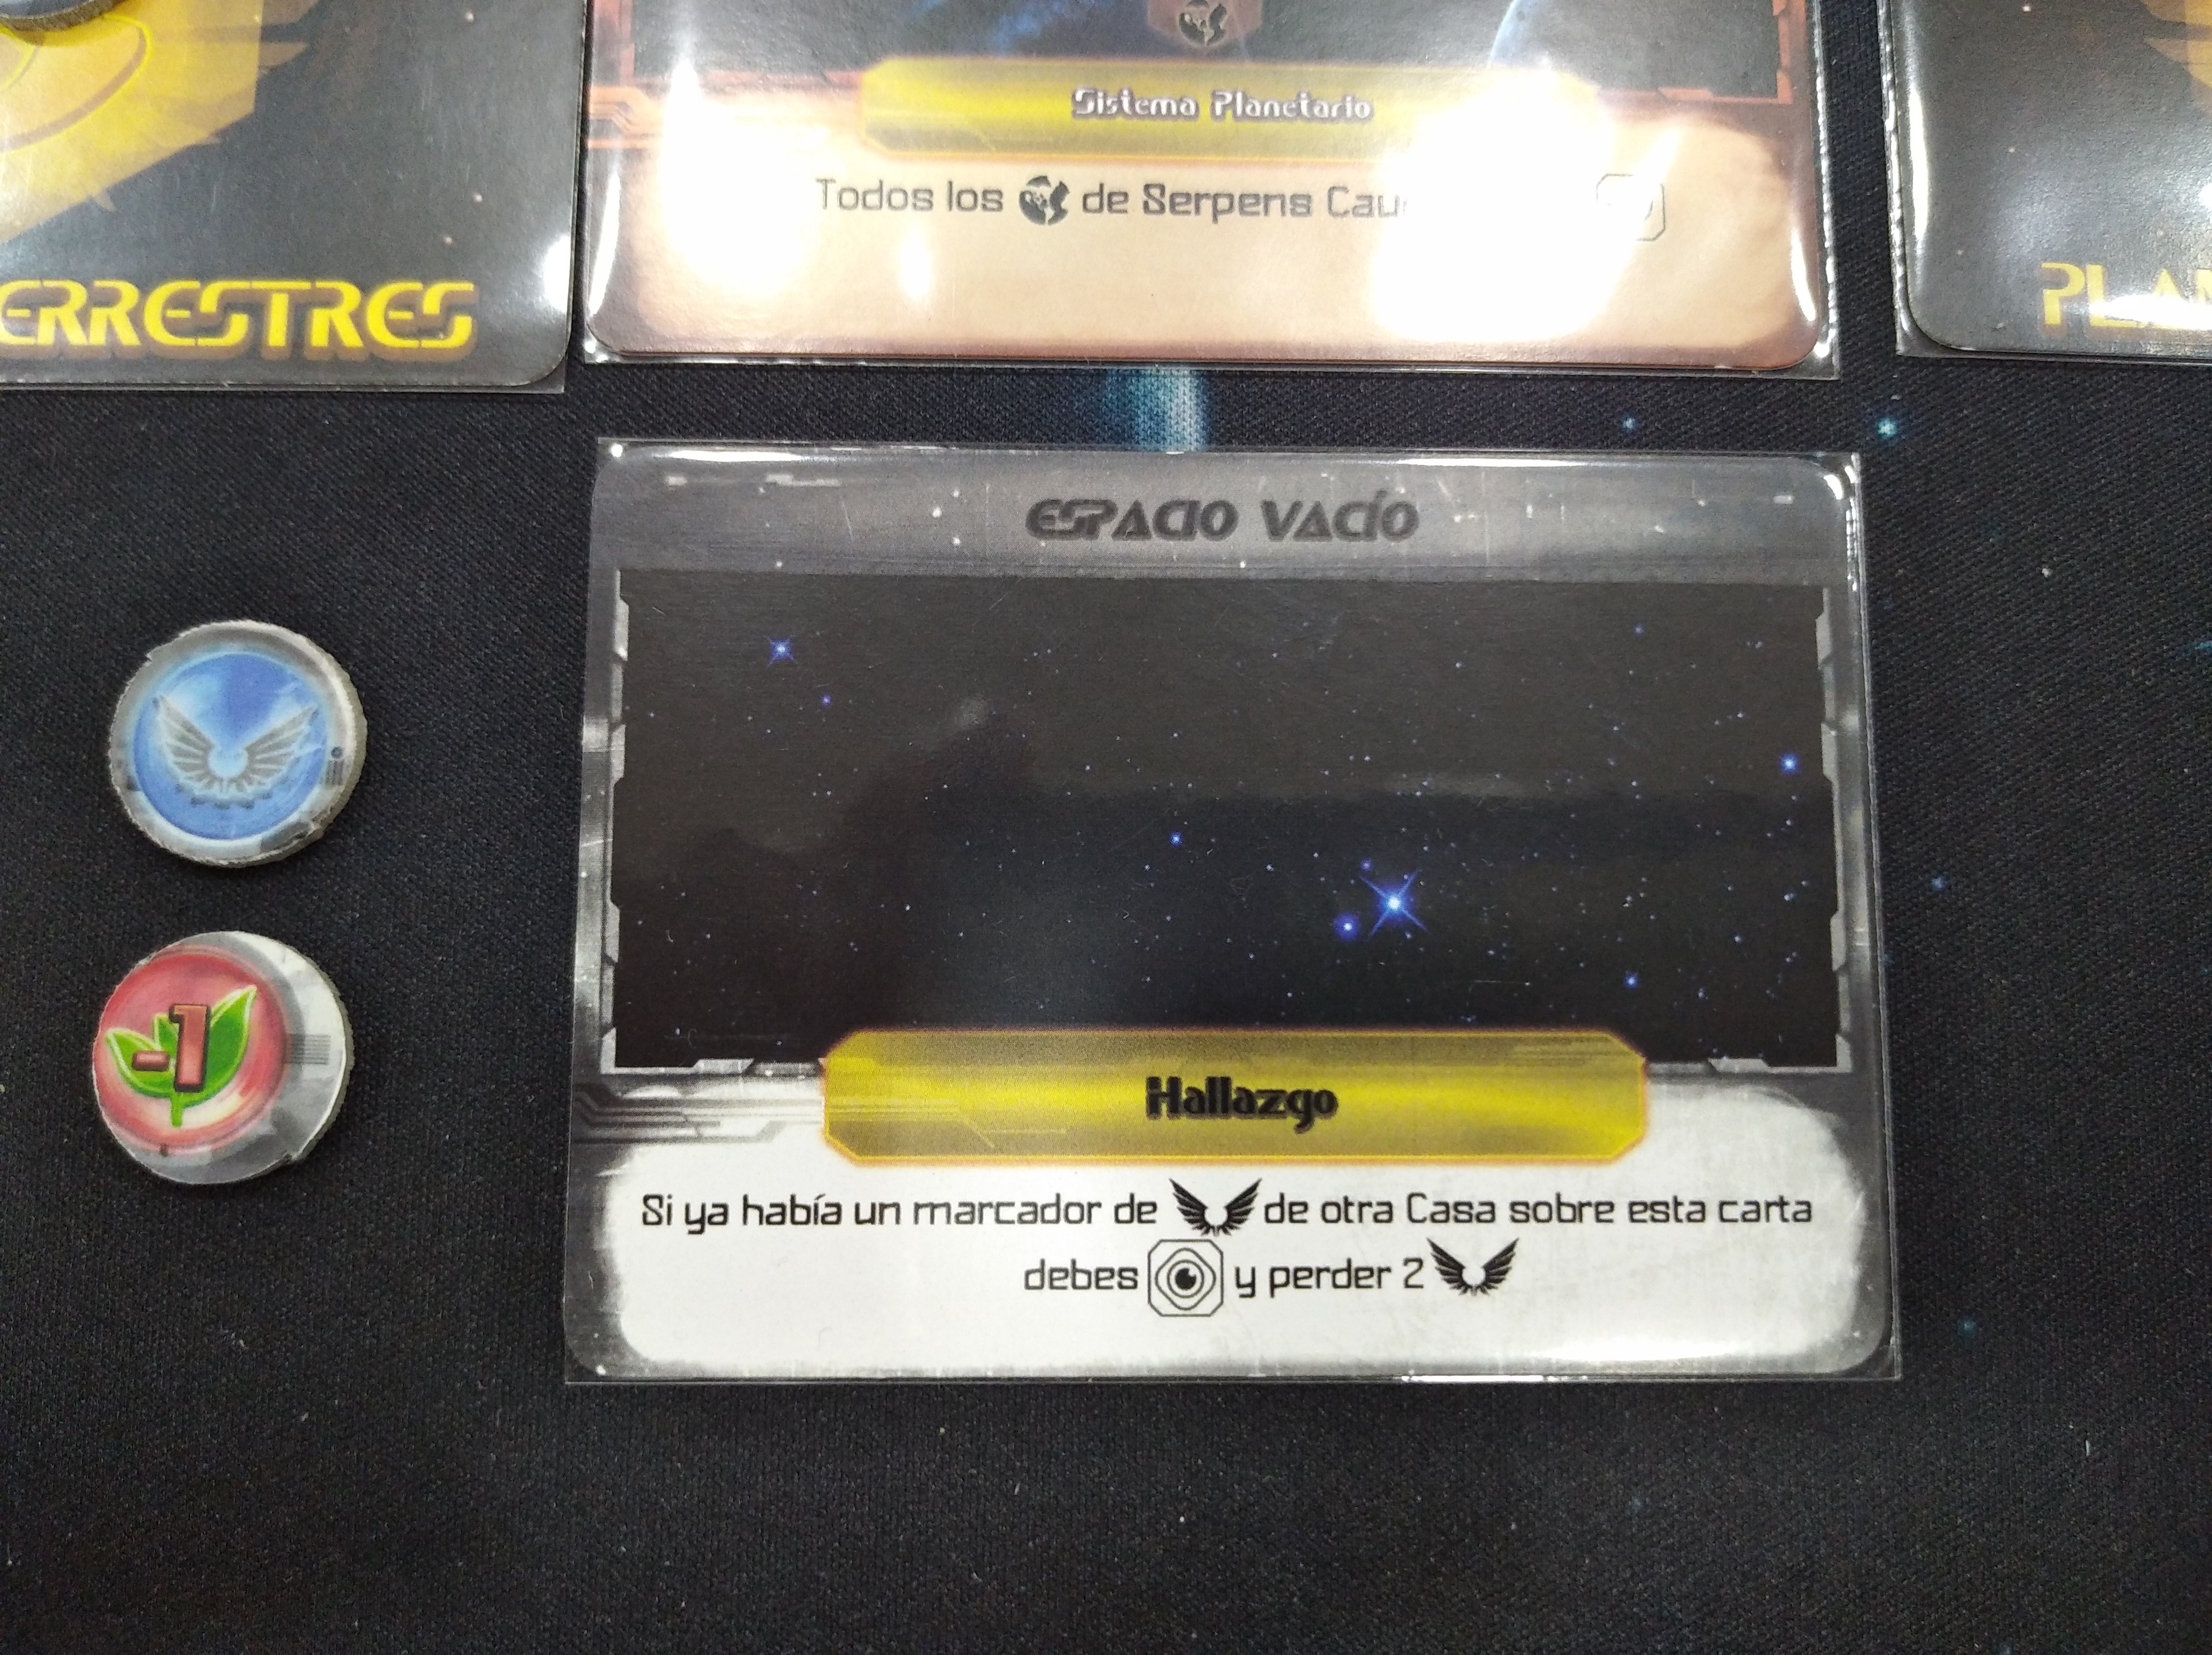 Sistema Planetario
Todos los de Serpens
ERRESTRES
ESPACIO VACÍO
-1
Hallazgo
Si ya había un marcador de de otra Casa sobre esta carta
debes y perder 2